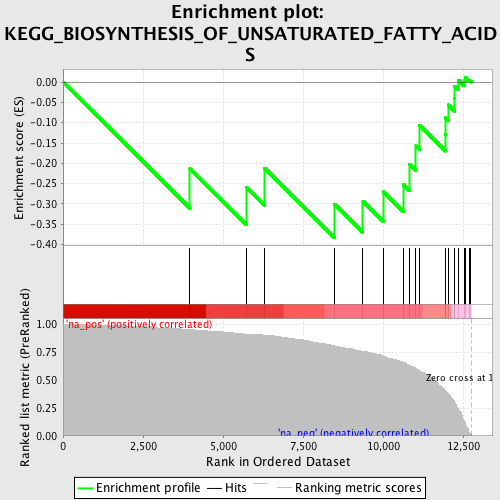 Enrichment plot:
KEGG_BIOSYNTHESIS_OF_UNSATURATED_FATTY_ACID
S
Enrichment score (ES)
0.00
-0.05
-0.10
-0.15
-0.20
-0.25
-0.30
-0.35
-0.40
'na_pos' (positively correlated)
Ranked list metric (PreRanked)
1.00
0.75
0.50
0.25
0.00
Zero cross at 1
'na_neg' (negatively correlated)
0
2,500
5,000
7,500
10,000
12,500
Rank in Ordered Dataset
Enrichment profile
Hits
Ranking metric scores